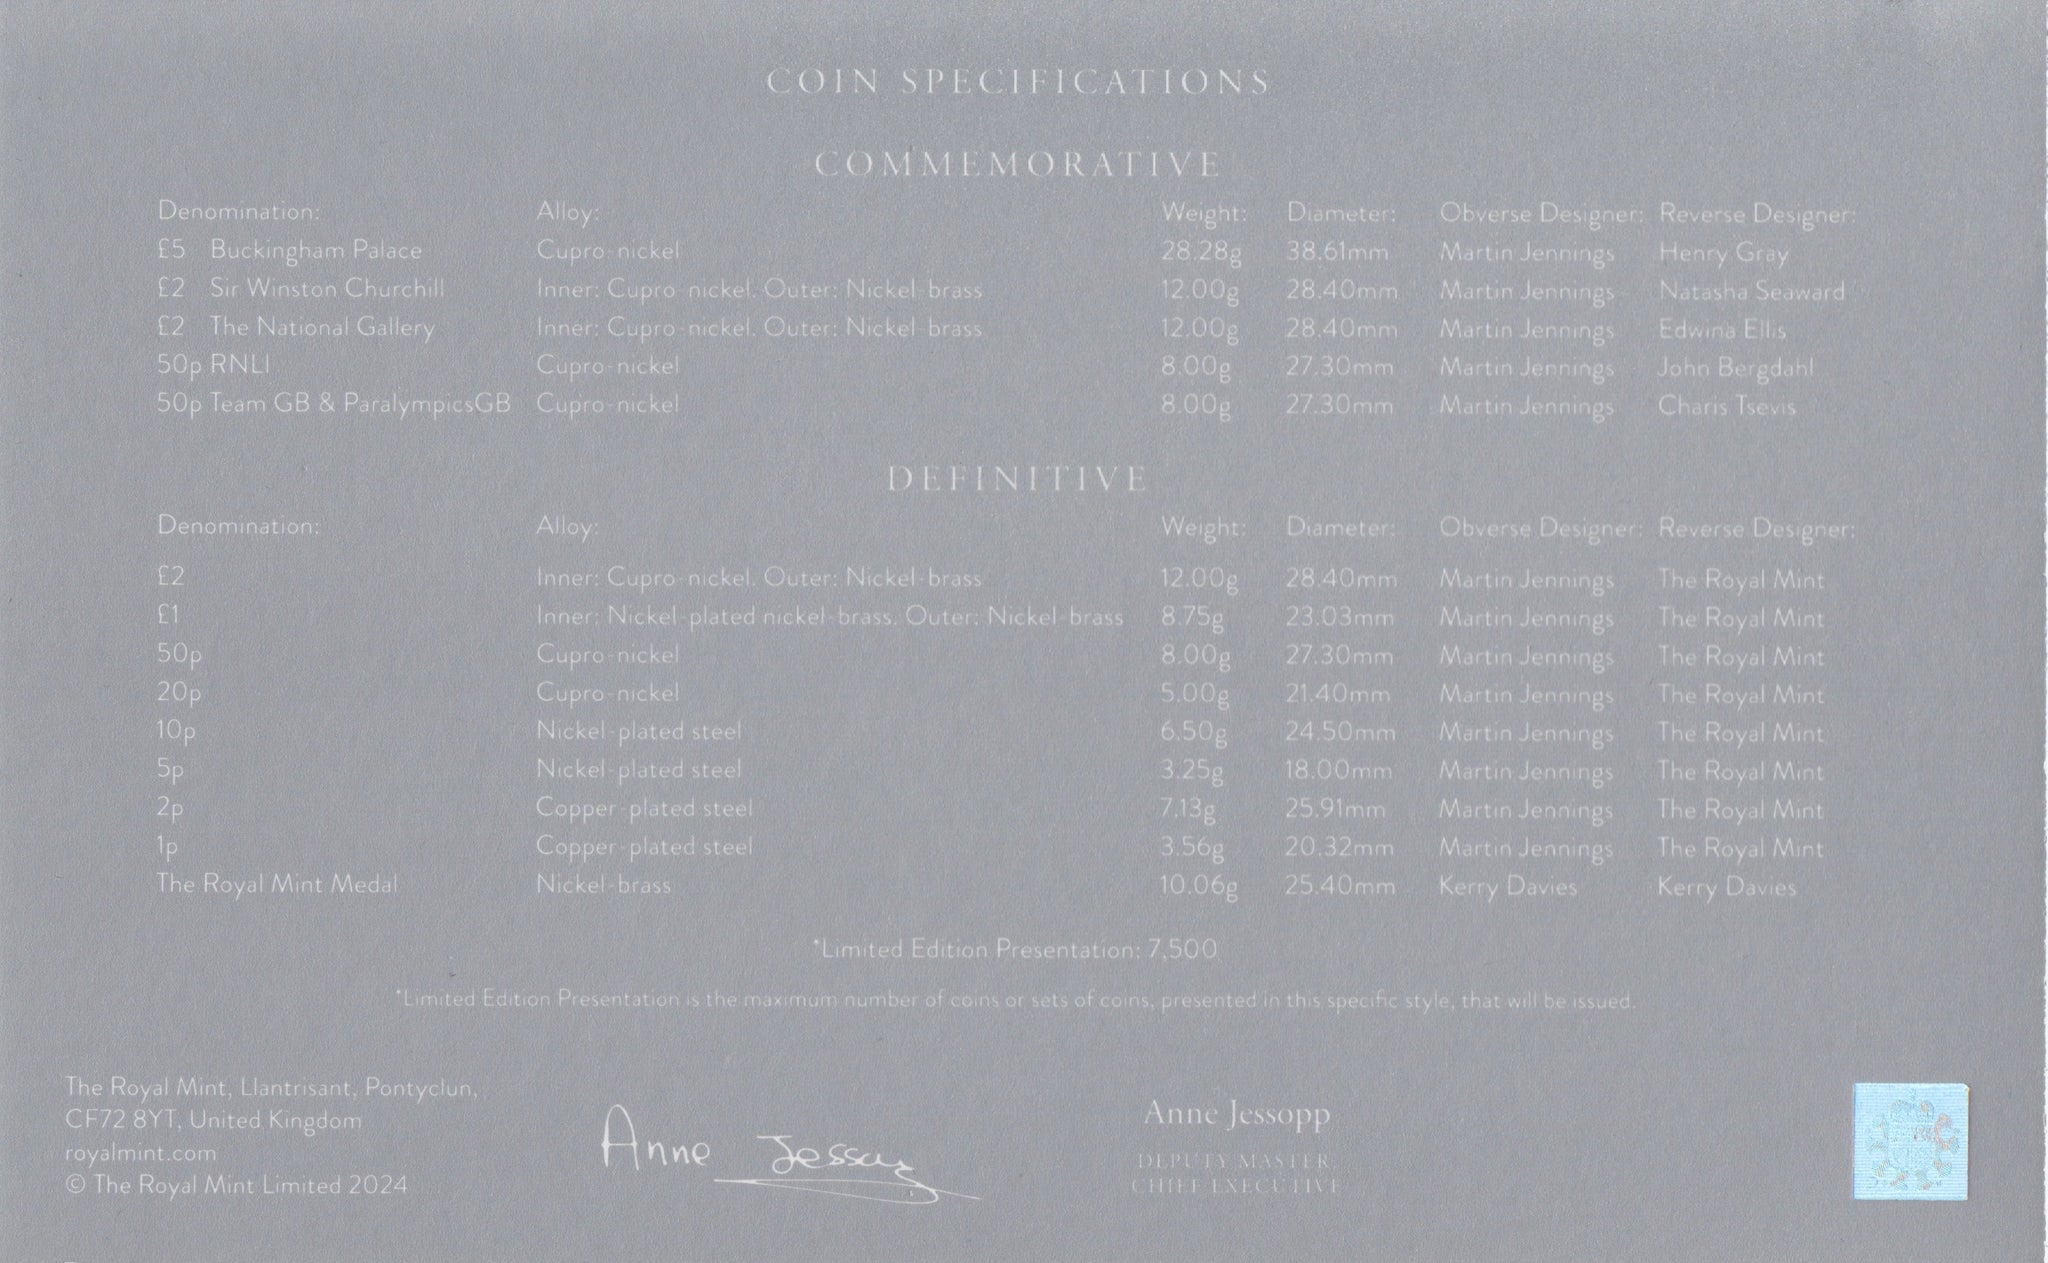 COIN SPECIFICATIONS
COMMEMORATIVE
Denomination: Alloy: Weight: Diameter: Obverse Designer: Reverse Designer:
£5 Buckingham Palace Cupro-nickel 28.28g 38.61mm Martin Jennings Henry Gray
£2 Sir Winston Churchill Inner: Cupro-nickel. Outer: Nickel-brass 12.00g 28.40mm Martin Jennings Natasha Seaward
£2 The National Gallery Inner: Cupro-nickel. Outer: Nickel-brass 12.00g 28.40mm Martin Jennings Edwina Ellis
50p RNLI Cupro-nickel 8.00g 27.30mm Martin Jennings John Bergdahl
50p Team GB & ParalympicsGB Cupro-nickel 8.00g 27.30mm Martin Jennings Charis Tsevis
DEFINITIVE
Denomination: Alloy: Weight: Diameter: Obverse Designer: Reverse Designer:
£2 Inner: Cupro-nickel. Outer: Nickel-brass 12.00g 28.40mm Martin Jennings The Royal Mint
£1 Inner: Nickel-plated nickel-brass. Outer: Nickel-brass 8.75g 23.03mm Martin Jennings The Royal Mint
50p Cupro-nickel 8.00g 27.30mm Martin Jennings The Royal Mint
20p Cupro-nickel 5.00g 21.40mm Martin Jennings The Royal Mint
10p Nickel-plated steel 6.50g 24.50mm Martin Jennings The Royal Mint
5p Nickel-plated steel 3.25g 18.00mm Martin Jennings The Royal Mint
2p Copper-plated steel 7.13g 25.91mm Martin Jennings The Royal Mint
1p Copper-plated steel 3.56g 20.32mm Martin Jennings The Royal Mint
The Royal Mint Medal Nickel-brass 10.06g 25.40mm Kerry Davies Kerry Davies
*Limited Edition Presentation: 7,500
*Limited Edition Presentation is the maximum number of coins or sets of coins, presented in this specific style, that will be issued.
The Royal Mint, Llantrisant, Pontyclun,
CF72 8YT, United Kingdom
royalmint.com
© The Royal Mint Limited 2024
Anne Jessopp
Anne Jessopp
DEPUTY MASTER
CHIEF EXECUTIVE